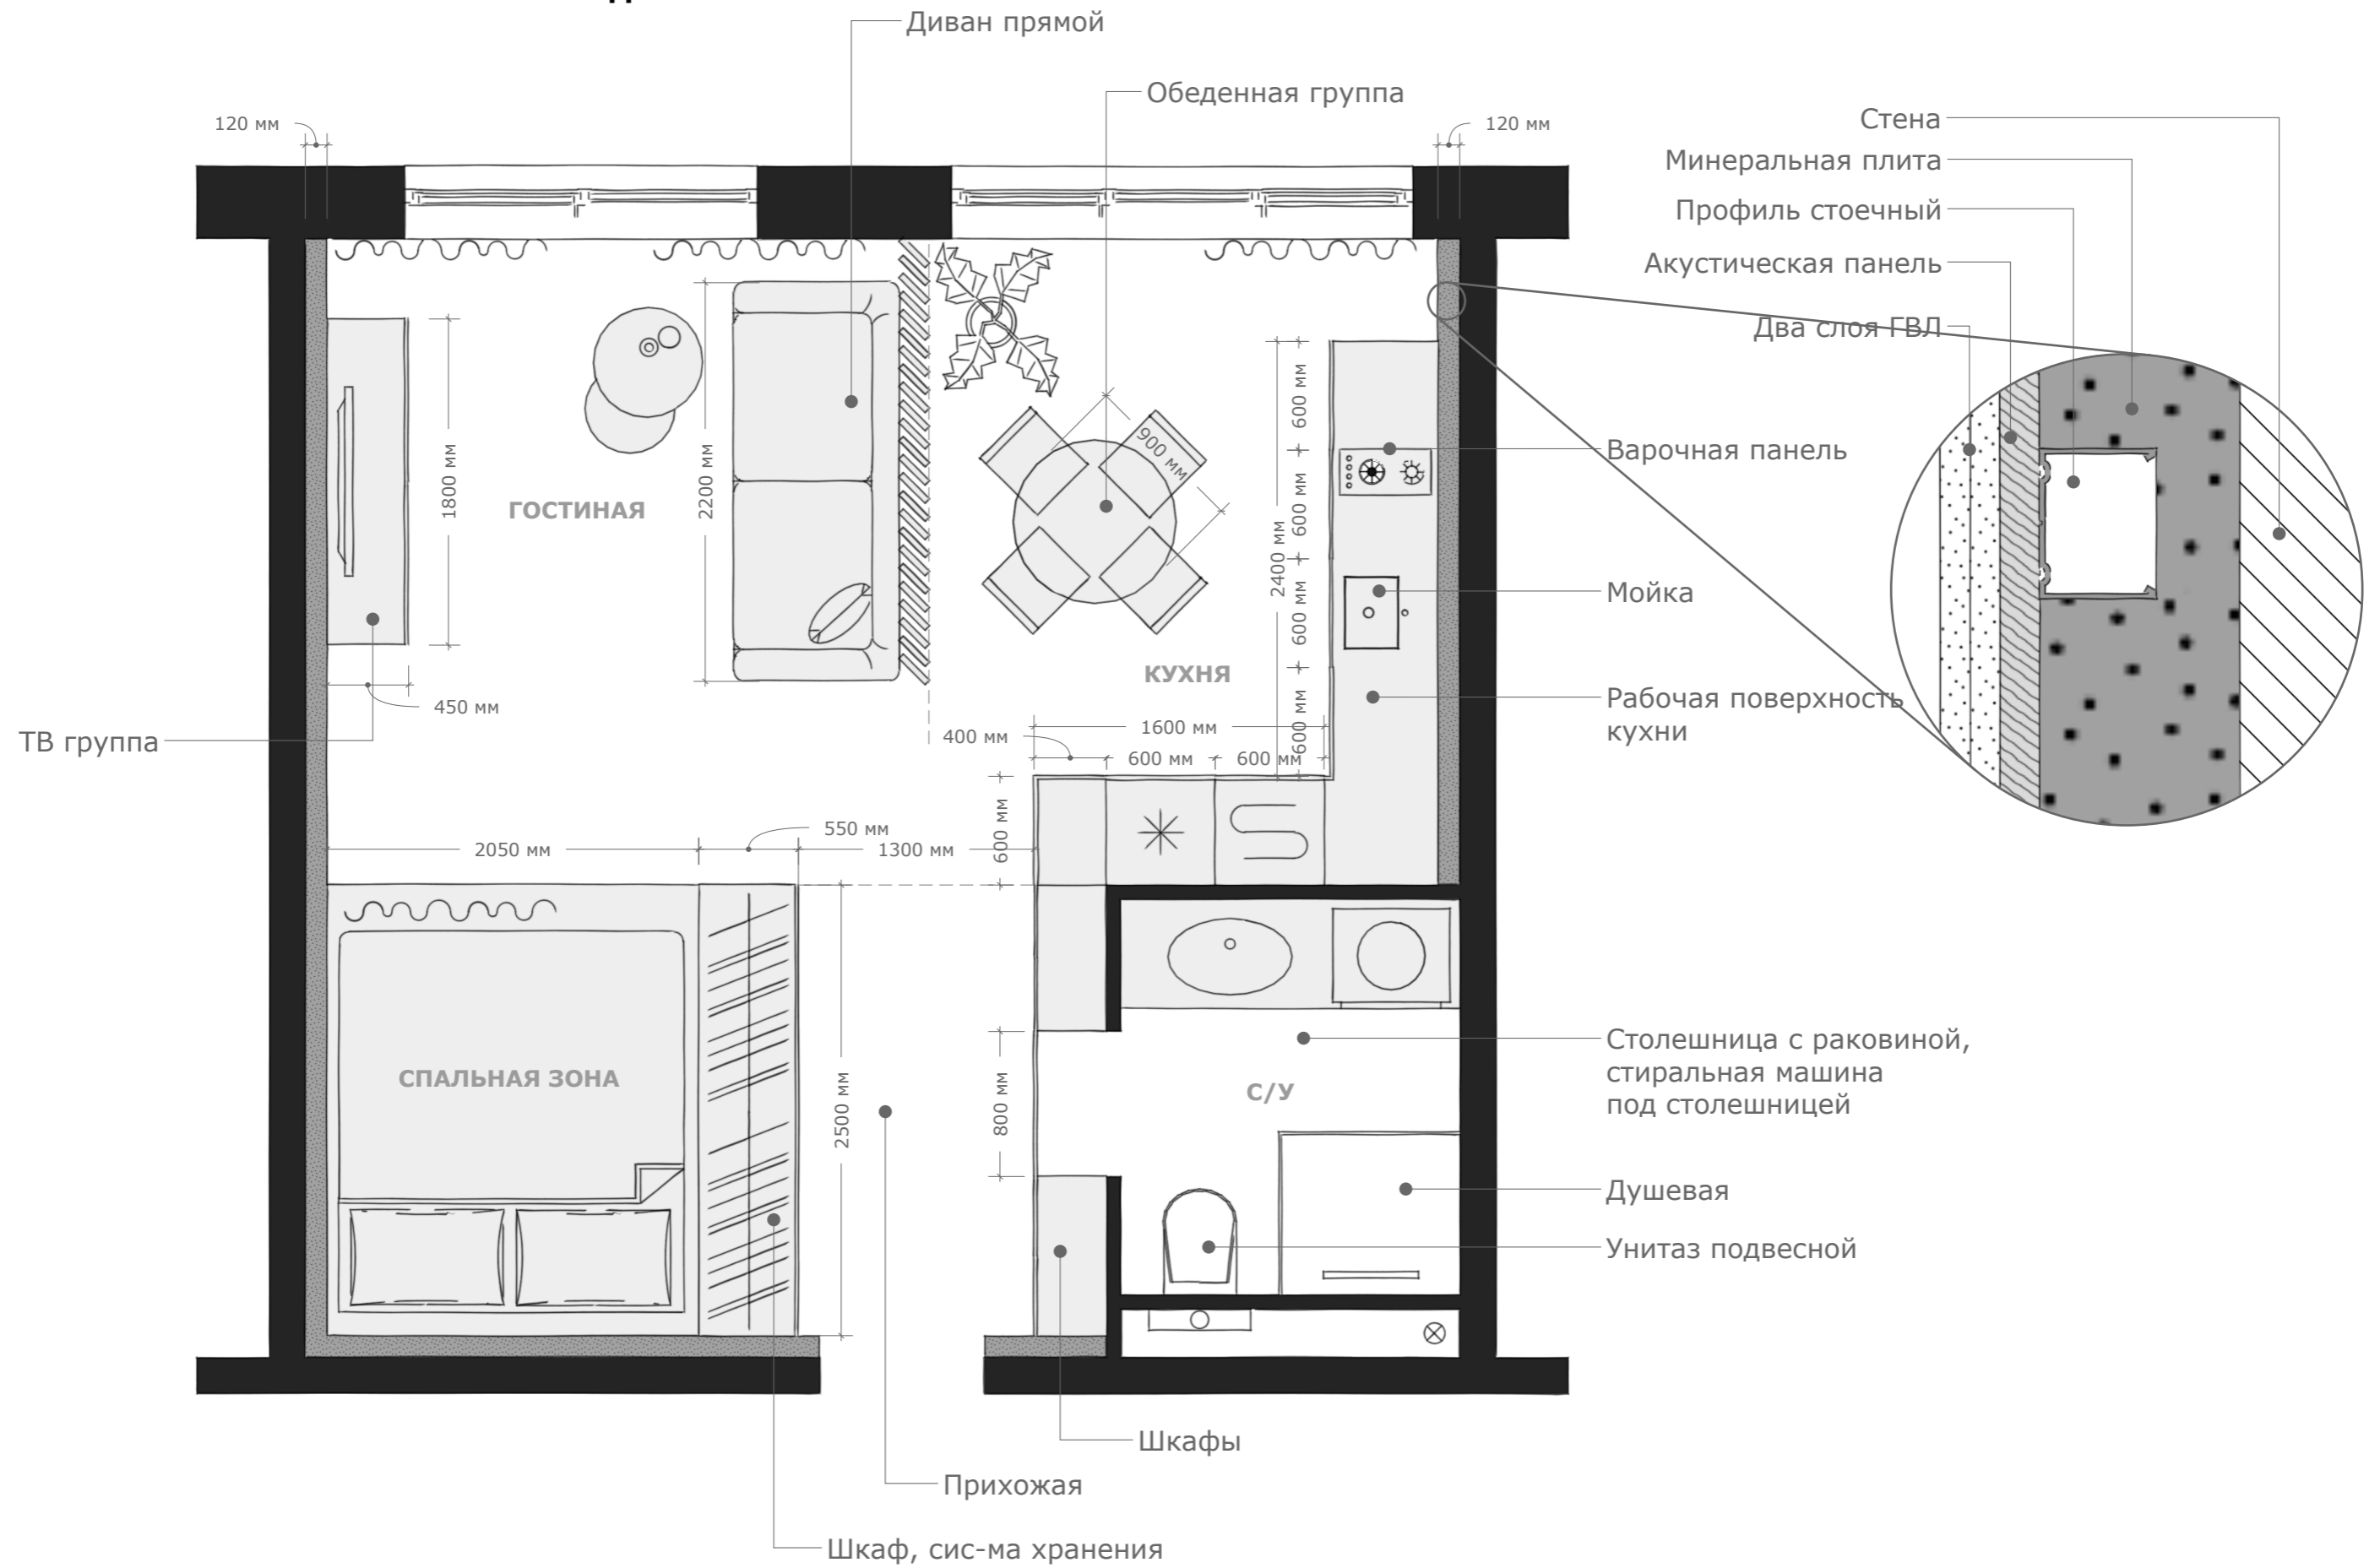 Диван прямой
Обеденная группа
120 мм
120 мм
Стена
Минеральная плита
Профиль стоечный
Акустическая панель
Два слоя ГВЛ
600 мм
900 мм
Варочная панель
1800 мм
2200 мм
ГОСТИНАЯ
600 мм
2400 мм
Мойка
600 мм
КУХНЯ
450 мм
ТВ группа
Рабочая поверхность
кухни
600 мм
1600 мм
400 мм
600 мм
600 мм
550 мм
2050 мм
1300 мм
600 мм
СПАЛЬНАЯ ЗОНА
2500 мм
800 мм
С/У
Столешница с раковиной,
стиральная машина
под столешницей
Душевая
Унитаз подвесной
Шкафы
Прихожая
Шкаф, сис-ма хранения